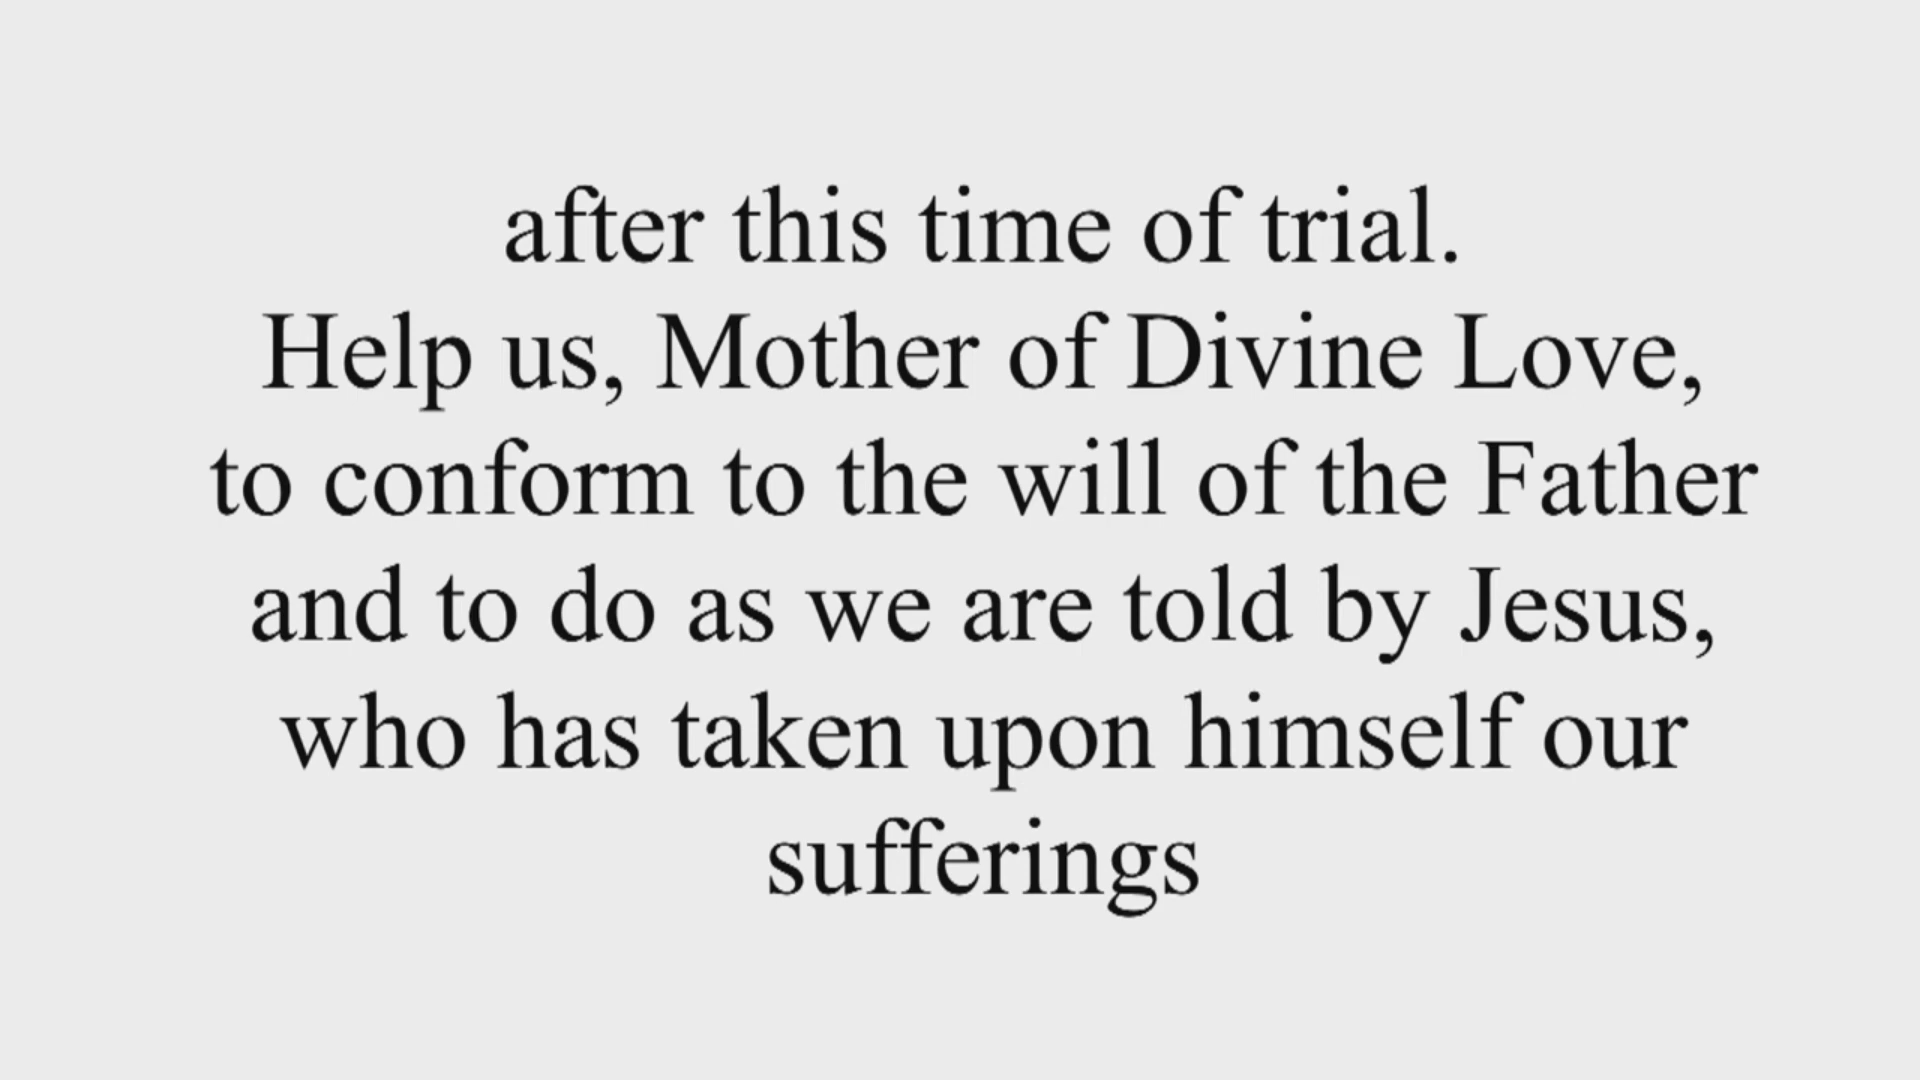 after this time of trial.
Help us, Mother of Divine Love,
to conform to the will of the Father
and to do as we are told by Jesus,
who has taken upon himself our
sufferings